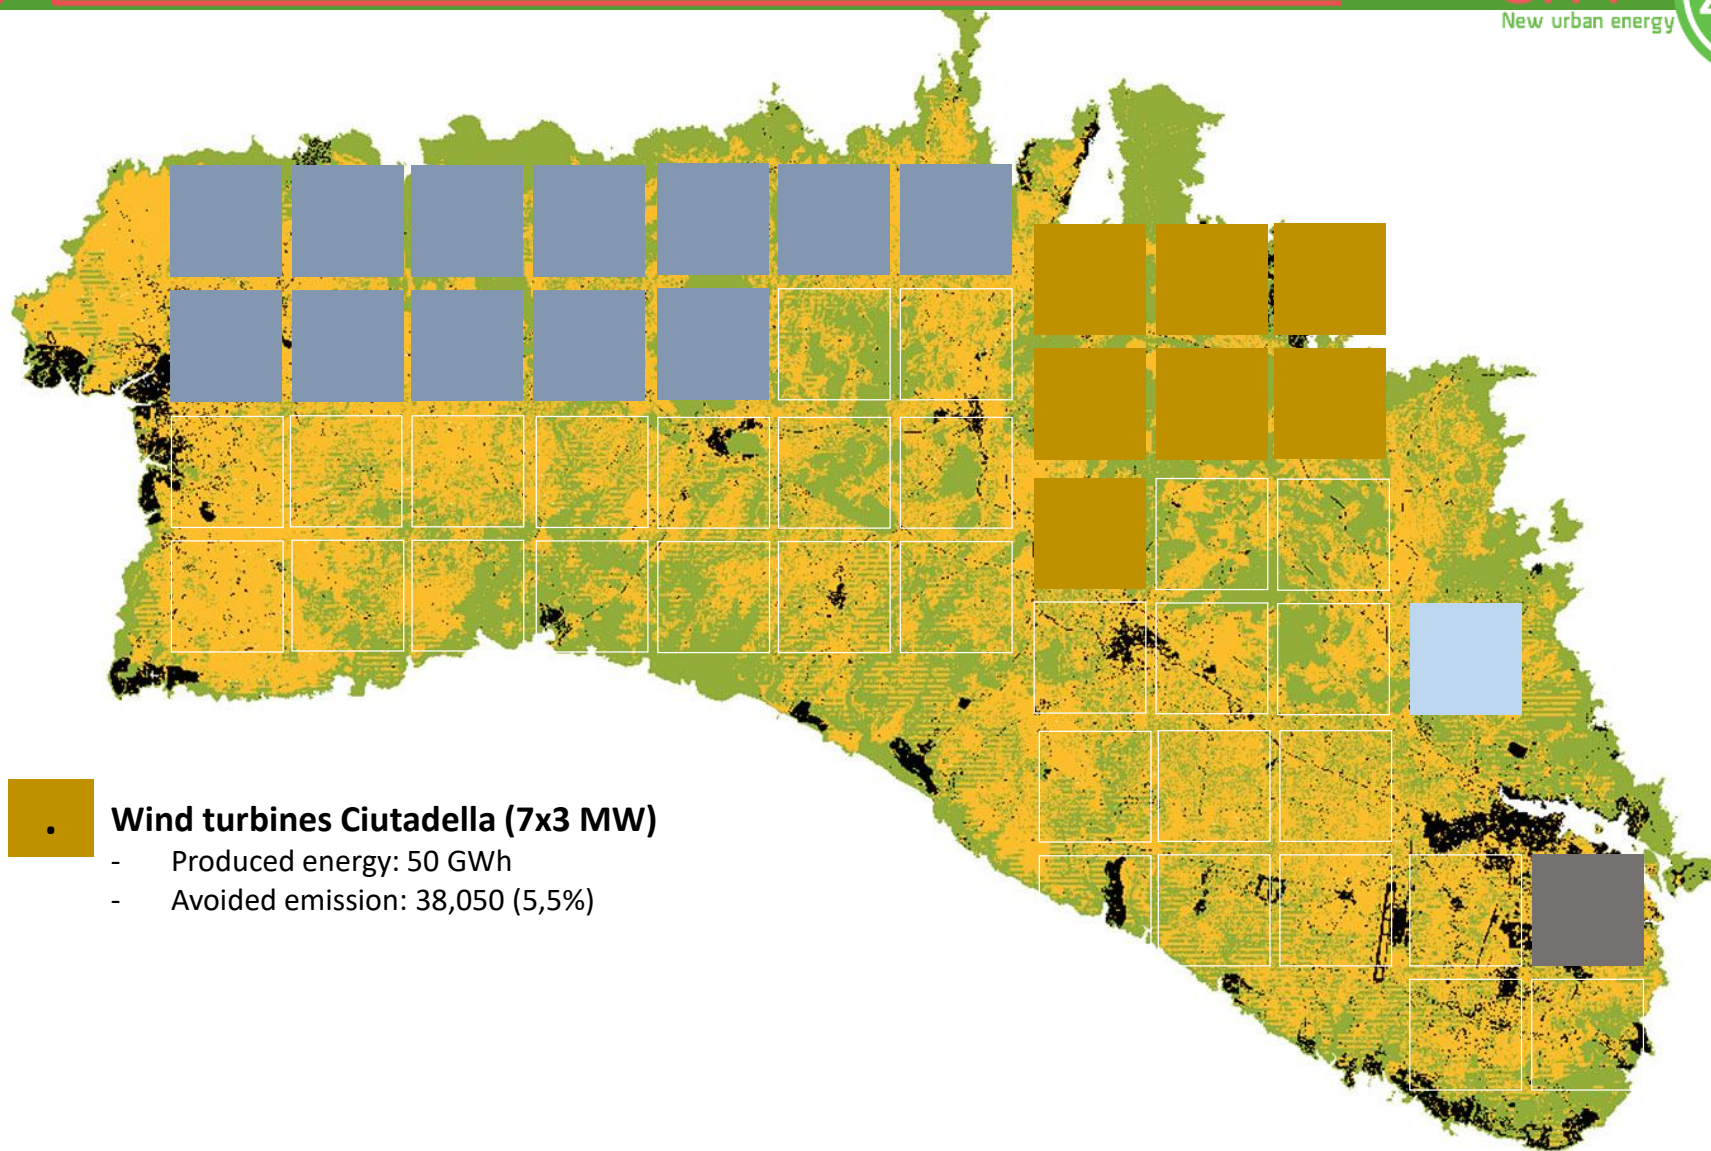 New urban energy
.
Wind turbines Ciutadella (7x3 MW)
- Produced energy: 50 GWh
- Avoided emission: 38,050 (5,5%)